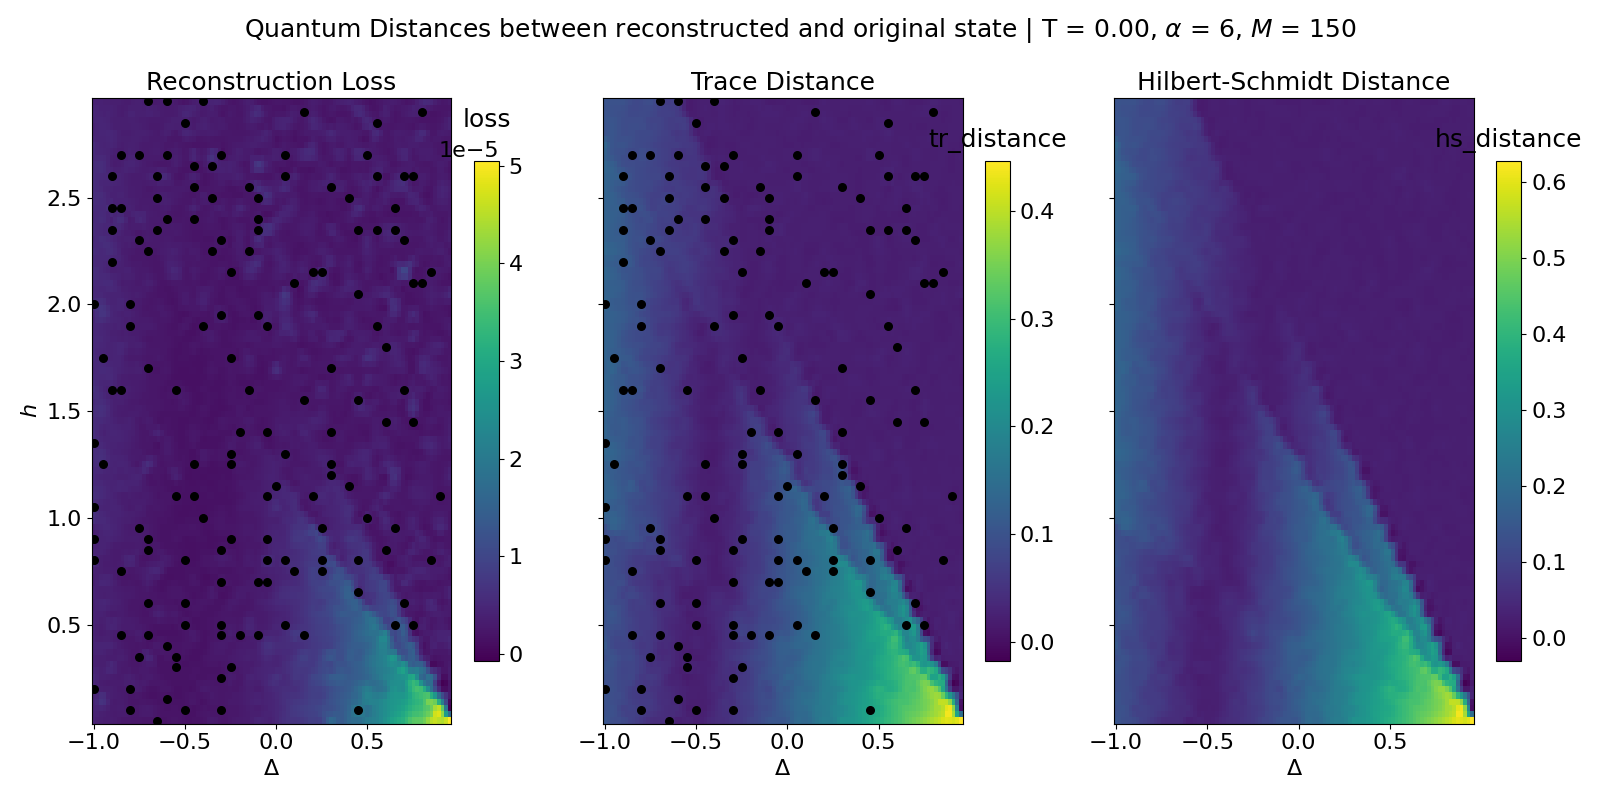 Quantum Distances between reconstructed and original state | T = 0.00, α = 6, M = 150
Reconstruction Loss
Trace Distance
Hilbert-Schmidt Distance
loss
1e−5
tr_distance
hs_distance
h
2.5
2.0
1.5
1.0
0.5
5
4
3
2
1
0
0.4
0.3
0.2
0.1
0.0
0.6
0.5
0.4
0.3
0.2
0.1
0.0
−1.0 −0.5 0.0 0.5
−1.0 −0.5 0.0 0.5
−1.0 −0.5 0.0 0.5
Δ
Δ
Δ